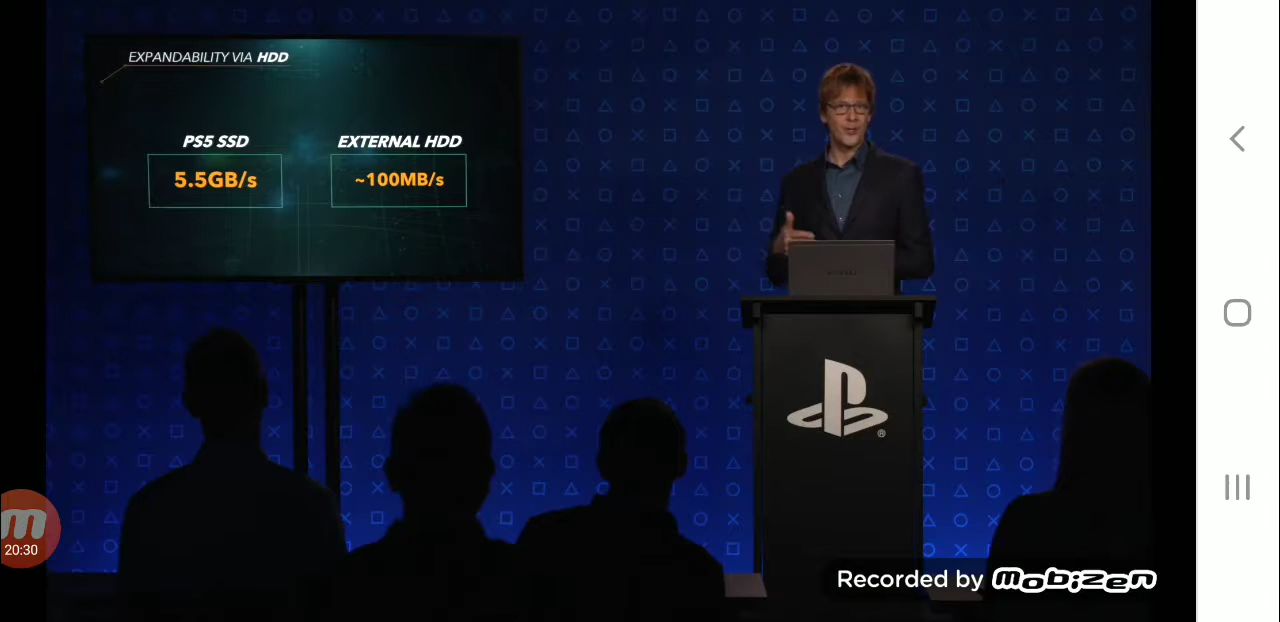 EXPANDABILITY VIA HDD
PS5 SSD
EXTERNAL HDD
5.5GB/s
~100MB/s
®
20:30
Recorded by mobizen